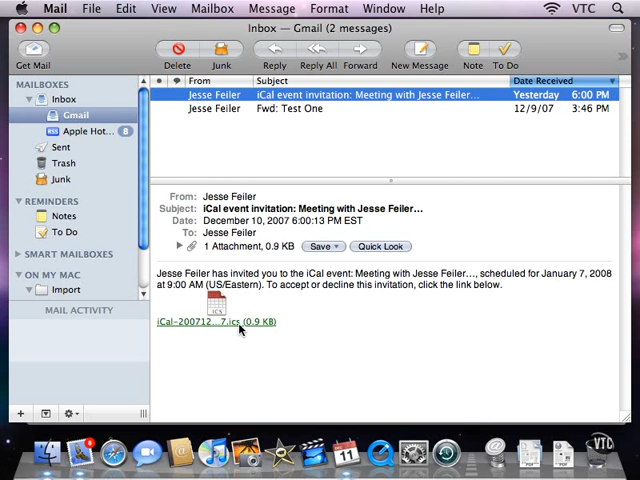 Mail File Edit View Mailbox Message Format Window Help VTC
Inbox — Gmail (2 messages)
Get Mail Delete Junk Reply Reply All Forward New Message Note To Do
MAILBOXES
Inbox
Gmail
RSS Apple Hot... 8
Sent
Trash
Junk
REMINDERS
Notes
To Do
SMART MAILBOXES
ON MY MAC
Import
MAIL ACTIVITY
From Subject Date Received
Jesse Feiler iCal event invitation: Meeting with Jesse Feiler... Yesterday 6:00 PM
Jesse Feiler Fwd: Test One 12/9/07 3:46 PM
From: Jesse Feiler
Subject: iCal event invitation: Meeting with Jesse Feiler...
Date: December 10, 2007 6:00:13 PM EST
To: Jesse Feiler
1 Attachment, 0.9 KB Save Quick Look
Jesse Feiler has invited you to the iCal event: Meeting with Jesse Feiler..., scheduled for January 7, 2008
at 9:00 AM (US/Eastern). To accept or decline this invitation, click the link below.
ICS
iCal-200712...7.ics (0.9 KB)
8
11
PDF
PDF
VTC